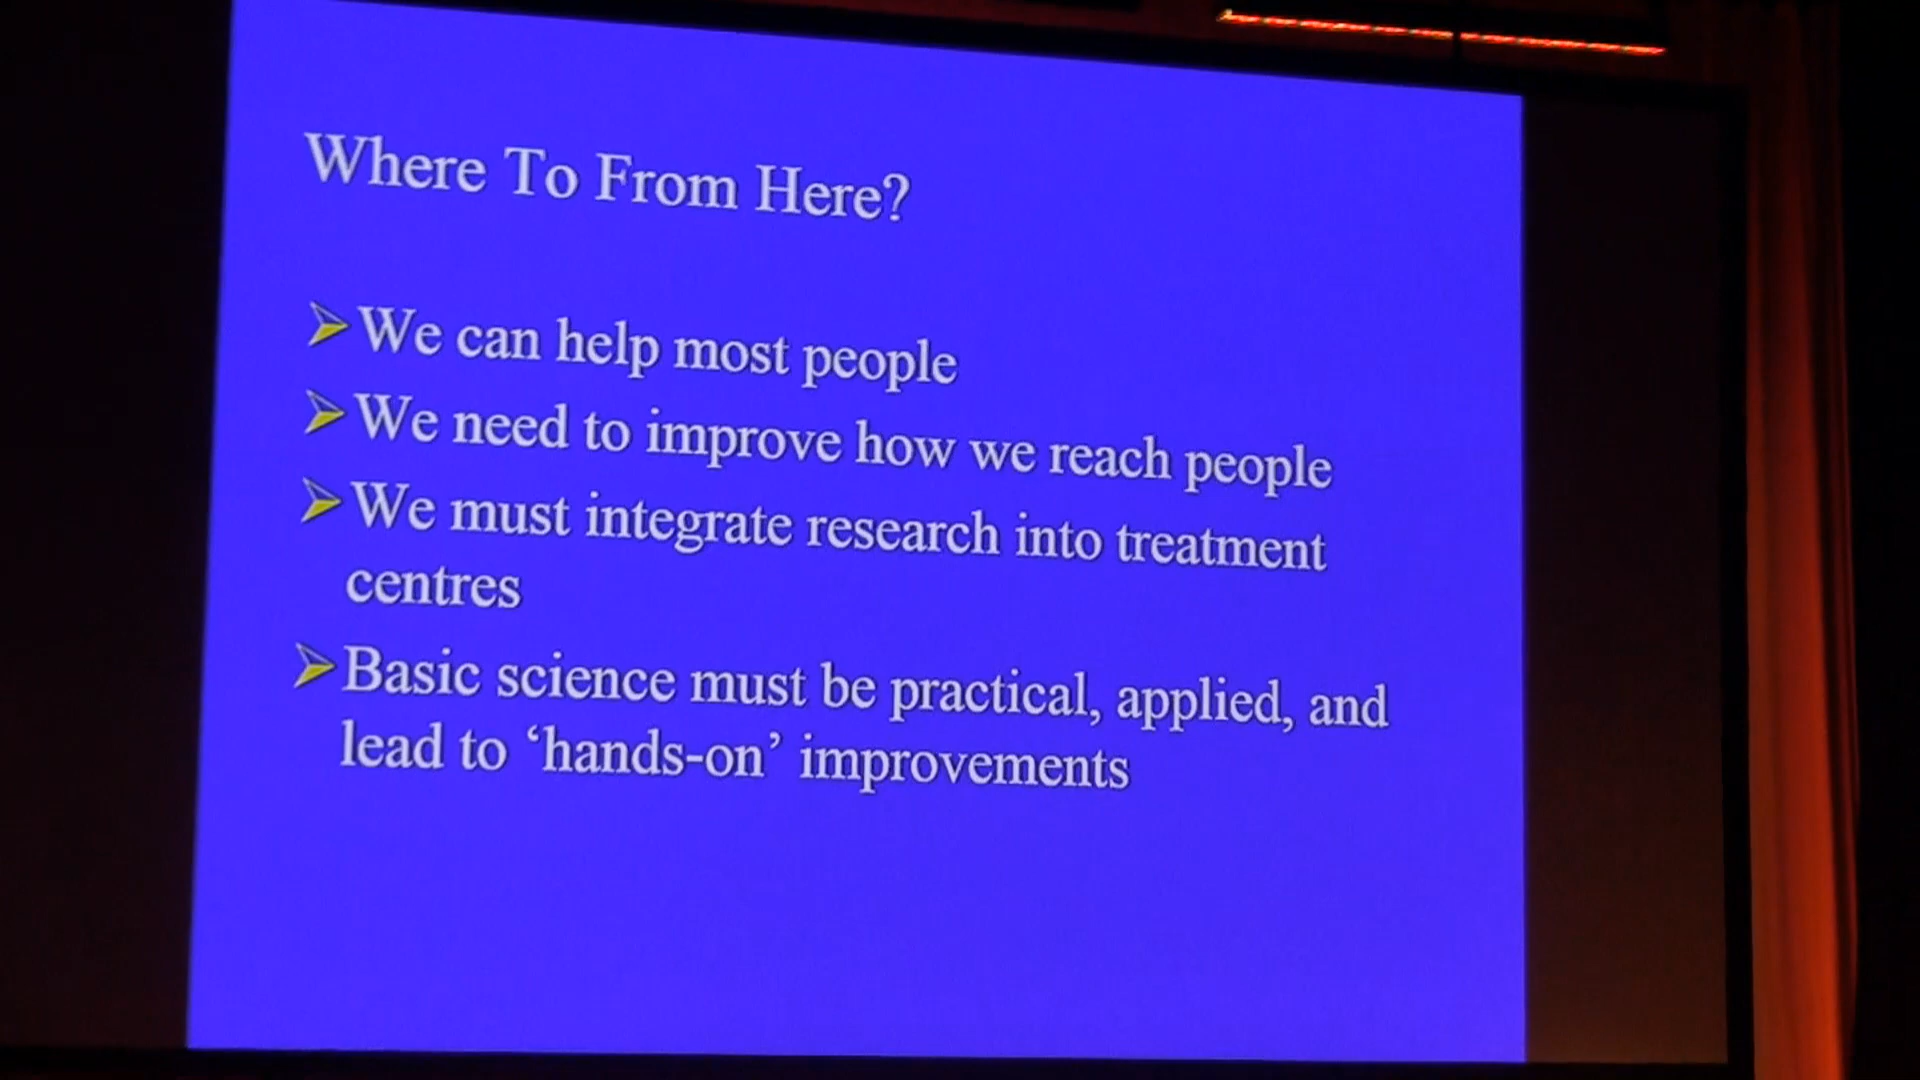 Where To From Here?
We can help most people
We need to improve how we reach people
We must integrate research into treatment
centres
Basic science must be practical, applied, and
lead to ‘hands-on’ improvements